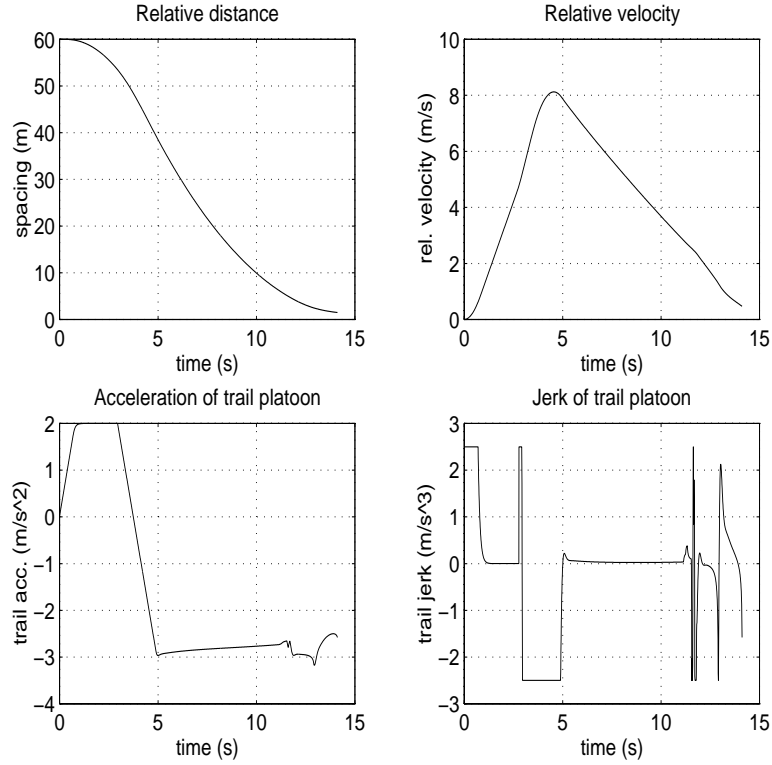 Relative distance
60
50
40
30
20
10
0
0 5 10 15
spacing (m)
time (s)
Relative velocity
10
8
6
4
2
0
0 5 10 15
rel. velocity (m/s)
time (s)
Acceleration of trail platoon
2
1
0
−1
−2
−3
−4
0 5 10 15
trail acc. (m/s^2)
time (s)
Jerk of trail platoon
3
2
1
0
−1
−2
−3
0 5 10 15
trail jerk (m/s^3)
time (s)